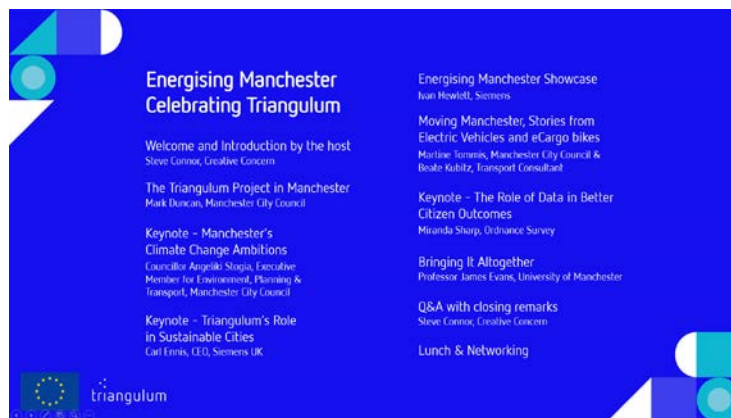 Energising Manchester
Celebrating Triangulum
Welcome and Introduction by the host
Steve Connor, Creative Concern
The Triangulum Project in Manchester
Mark Duncan, Manchester City Council
Keynote - Manchester's
Climate Change Ambitions
Councillor Angeliki Stogia, Executive
Member for Environment, Planning &
Transport, Manchester City Council
Keynote - Triangulum's Role
in Sustainable Cities
Carl Ennis, CEO, Siemens UK
Energising Manchester Showcase
Ivan Hewlett, Siemens
Moving Manchester, Stories from
Electric Vehicles and eCargo bikes
Martine Tommis, Manchester City Council &
Beate Kubitz, Transport Consultant
Keynote - The Role of Data in Better
Citizen Outcomes
Miranda Sharp, Ordnance Survey
Bringing It Altogether
Professor James Evans, University of Manchester
Q&A with closing remarks
Steve Connor, Creative Concern
Lunch & Networking
triangulum